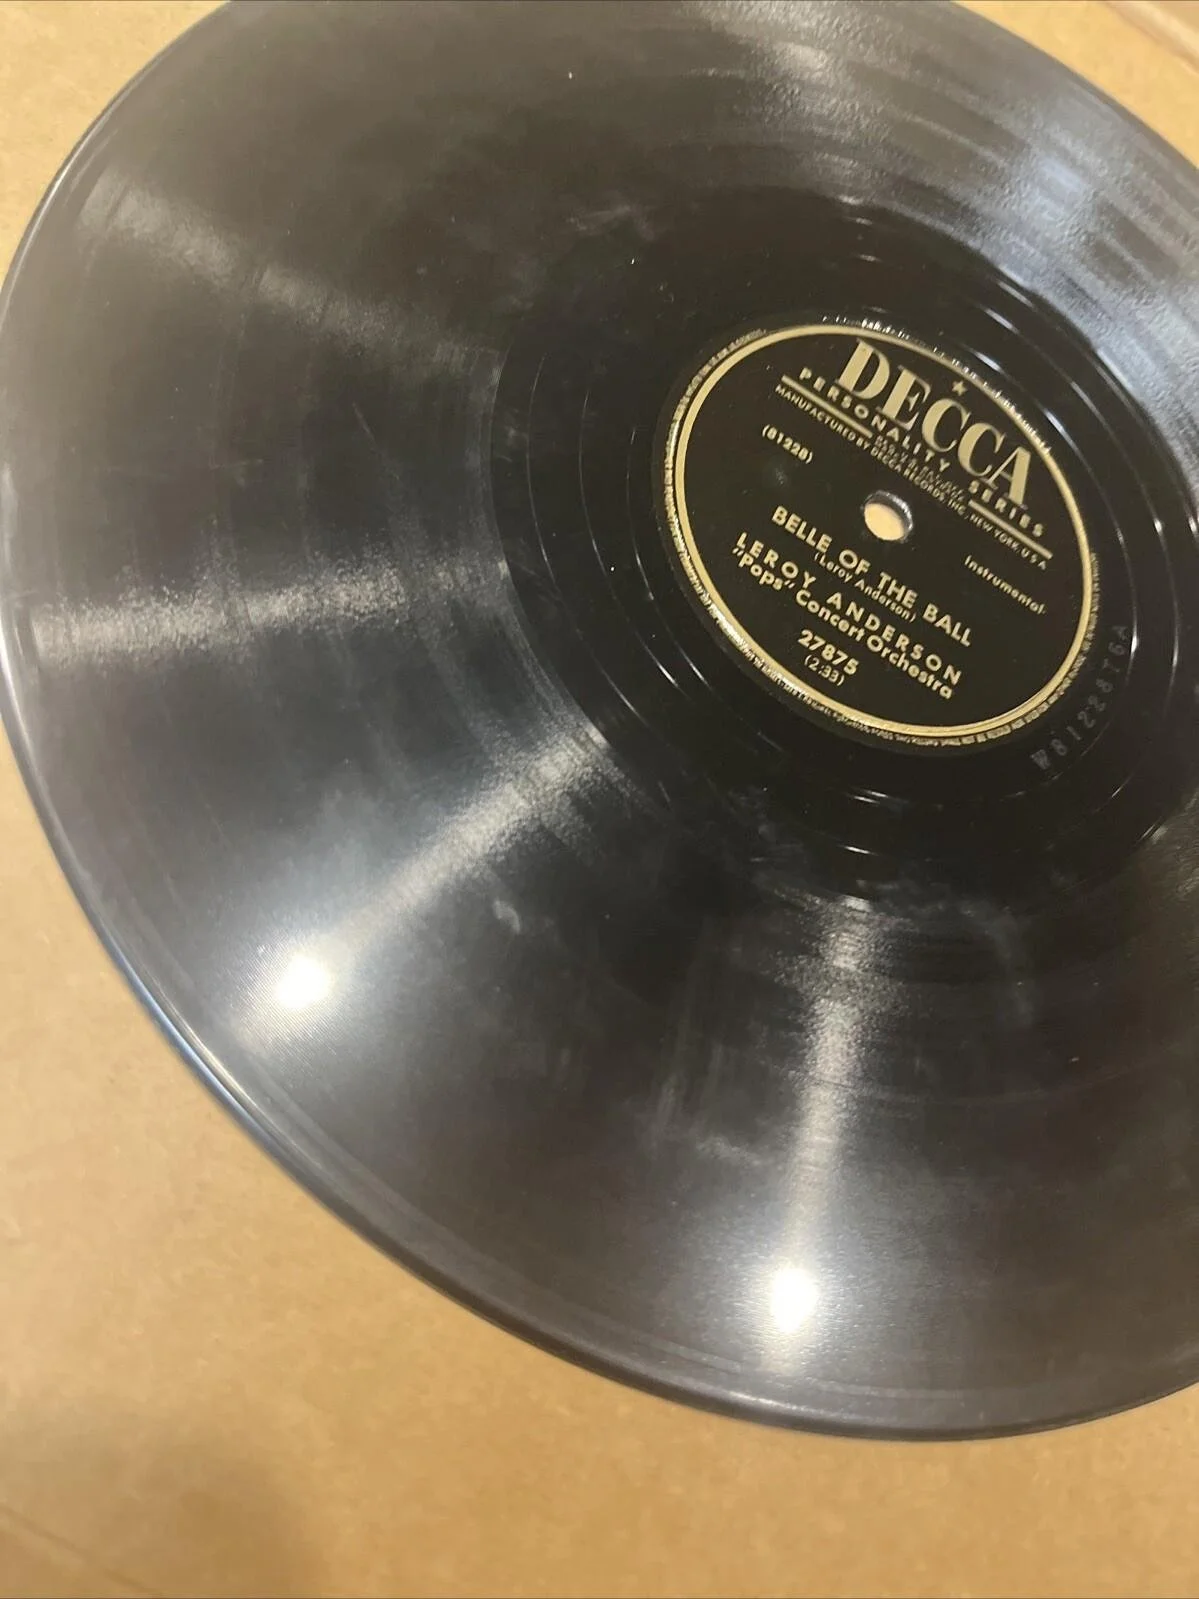 DECCA
PERSONALITY SERIES
MANUFACTURED BY DECCA RECORDS, INC., NEW YORK, U.S.A.
(81228)
Instrumental
BELLE OF THE BALL
(Leroy Anderson)
LEROY ANDERSON
"Pops" Concert Orchestra
27875
(2:33)